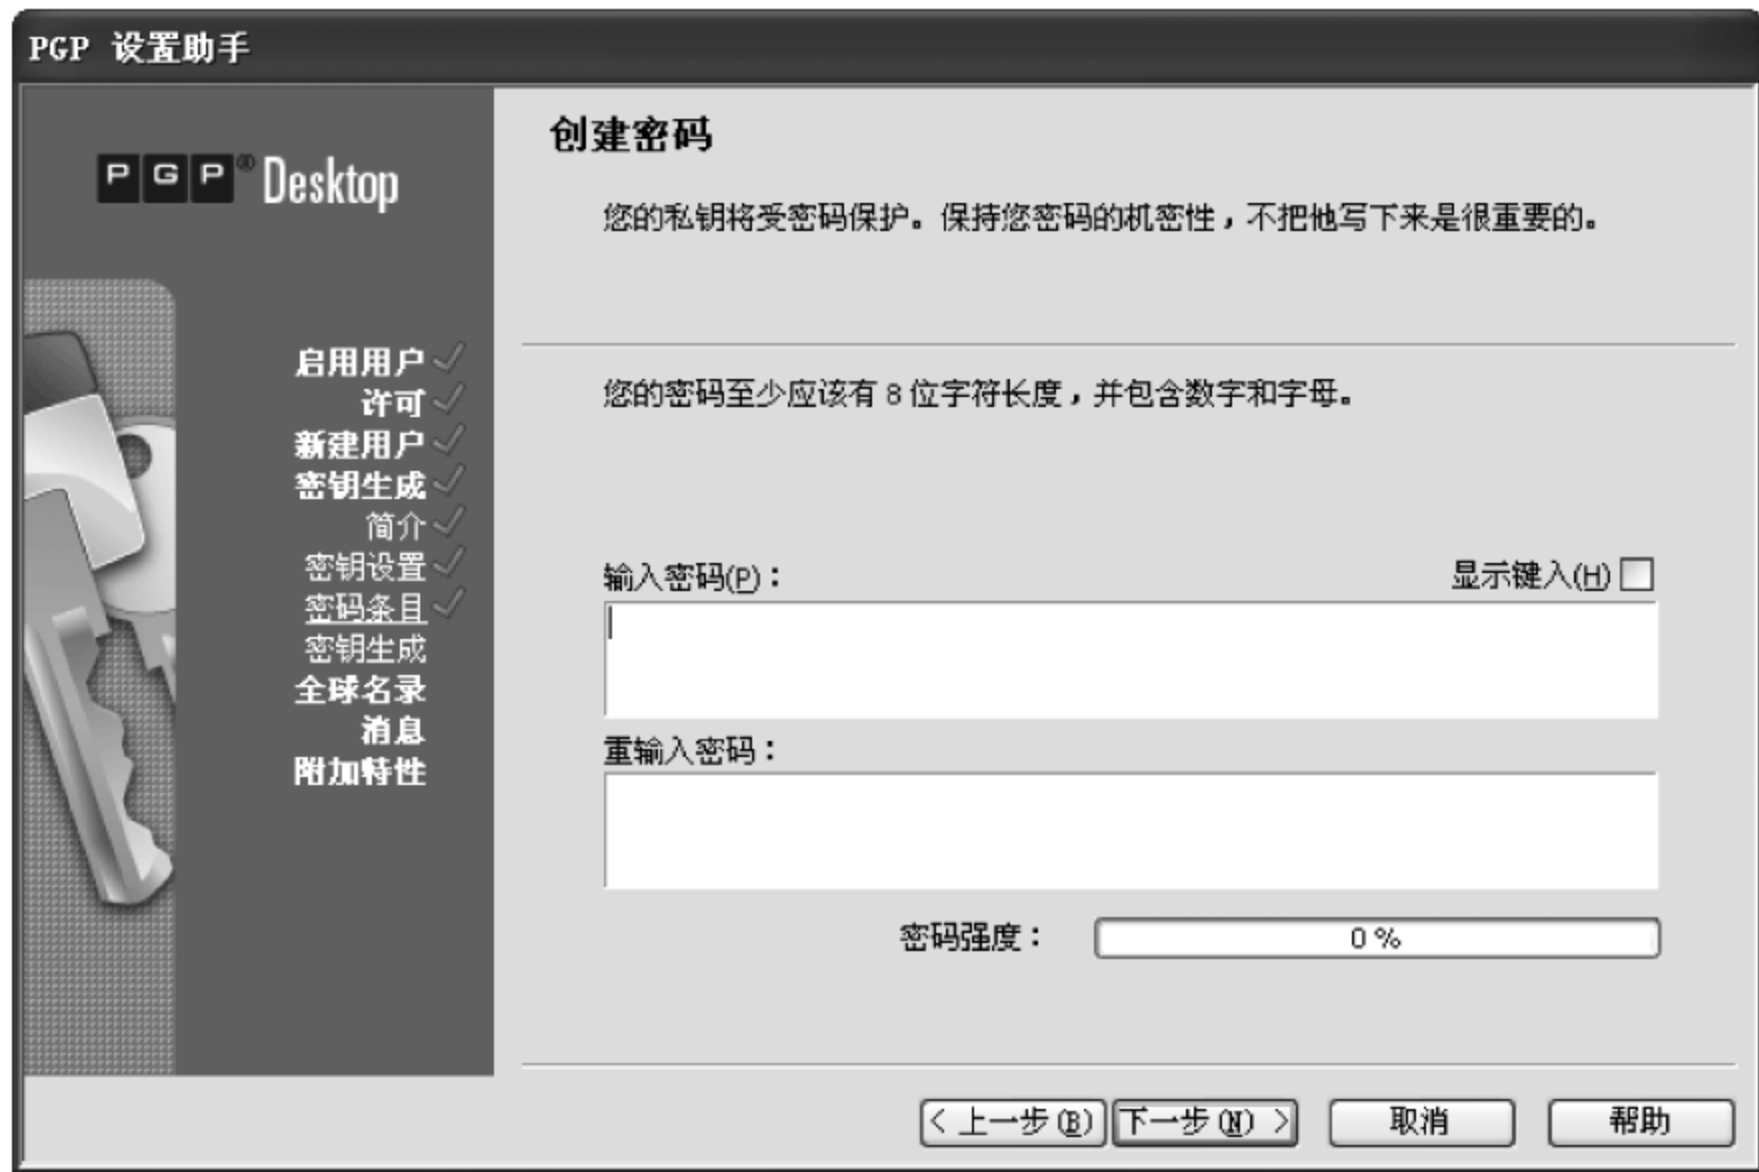 PGP 设置助手
PGP® Desktop
启用用户
许可
新建用户
密钥生成
简介
密钥设置
密码条目
密钥生成
全球名录
消息
附加特性
创建密码
您的私钥将受密码保护。保持您密码的机密性，不把他写下来是很重要的。
您的密码至少应该有 8 位字符长度，并包含数字和字母。
输入密码(P)： 显示键入(H)
重输入密码：
密码强度： 0 %
< 上一步(B) 下一步(N) > 取消 帮助